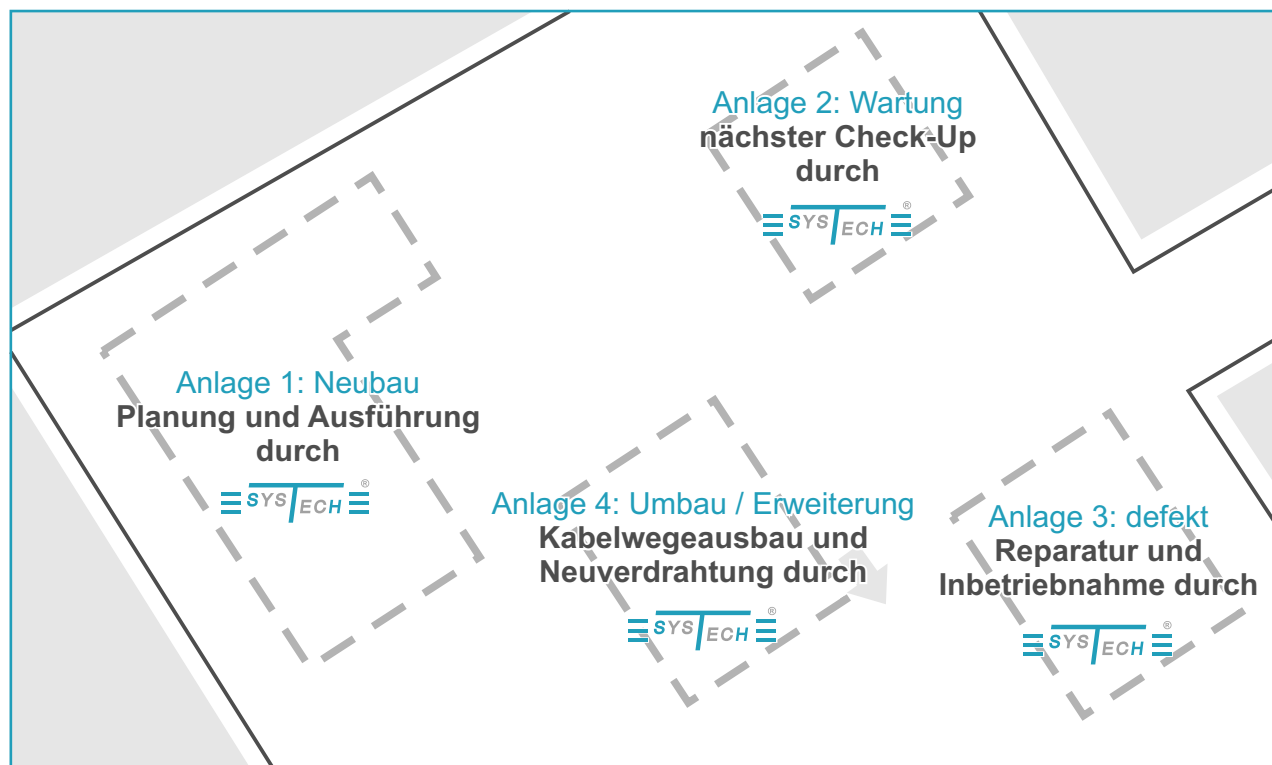 Anlage 2: Wartung
nächster Check-Up
durch
SYSTECH®
Anlage 1: Neubau
Planung und Ausführung
durch
SYSTECH®
Anlage 4: Umbau / Erweiterung
Kabelwegeausbau und
Neuverdrahtung durch
SYSTECH®
Anlage 3: defekt
Reparatur und
Inbetriebnahme durch
SYSTECH®